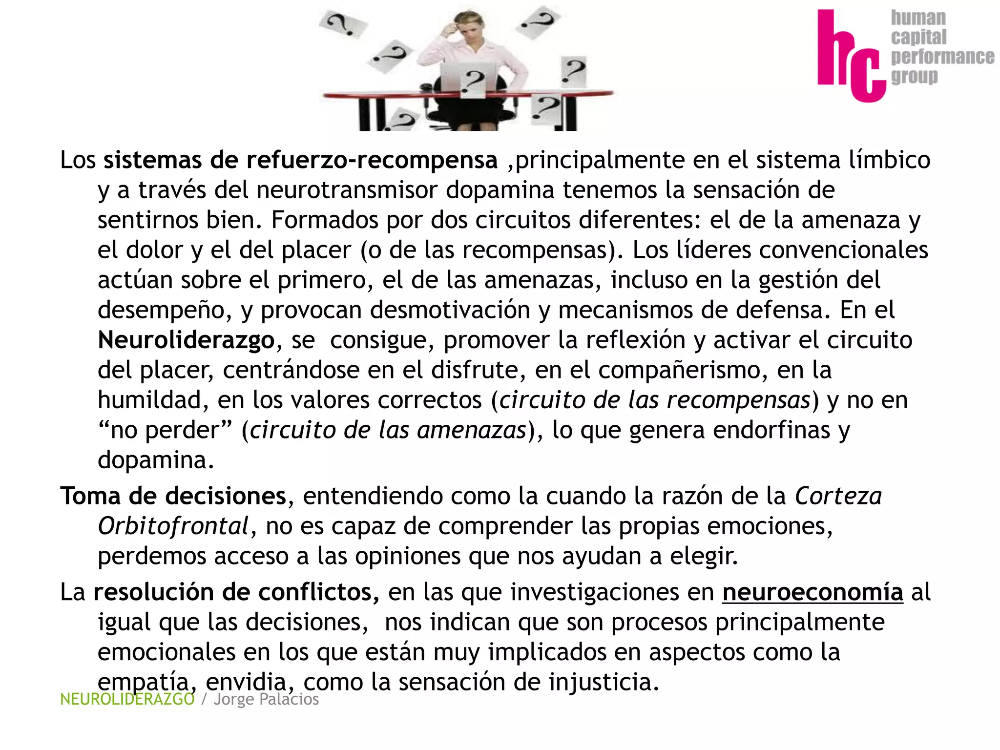 ?
?
?
?
?
?
?
hc
human
capital
performance
group
Los sistemas de refuerzo-recompensa ,principalmente en el sistema límbico
y a través del neurotransmisor dopamina tenemos la sensación de
sentirnos bien. Formados por dos circuitos diferentes: el de la amenaza y
el dolor y el del placer (o de las recompensas). Los líderes convencionales
actúan sobre el primero, el de las amenazas, incluso en la gestión del
desempeño, y provocan desmotivación y mecanismos de defensa. En el
Neuroliderazgo, se  consigue, promover la reflexión y activar el circuito
del placer, centrándose en el disfrute, en el compañerismo, en la
humildad, en los valores correctos (circuito de las recompensas) y no en
“no perder” (circuito de las amenazas), lo que genera endorfinas y
dopamina.
Toma de decisiones, entendiendo como la cuando la razón de la Corteza
Orbitofrontal, no es capaz de comprender las propias emociones,
perdemos acceso a las opiniones que nos ayudan a elegir.
La resolución de conflictos, en las que investigaciones en neuroeconomía al
igual que las decisiones,  nos indican que son procesos principalmente
emocionales en los que están muy implicados en aspectos como la
empatía, envidia, como la sensación de injusticia.
NEUROLIDERAZGO / Jorge Palacios